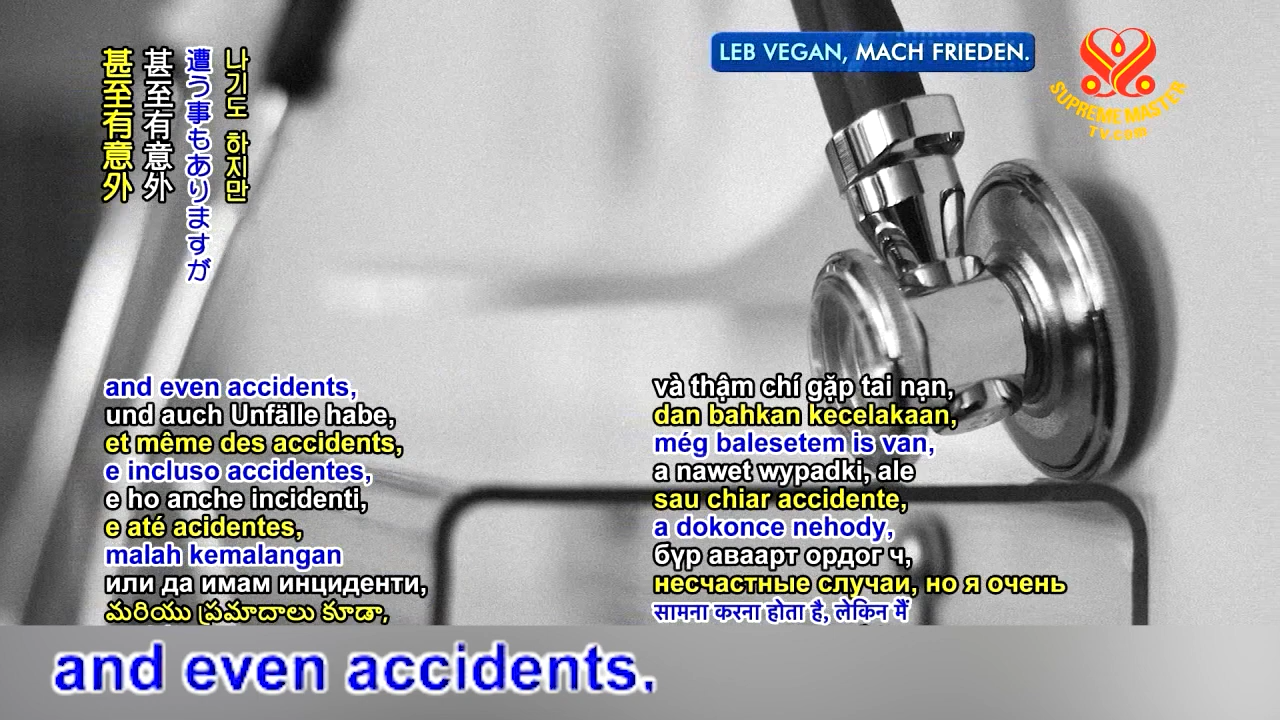 LEB VEGAN, MACH FRIEDEN.
SUPREME MASTER
TV.com
나기도 하지만
遭う事もありますが
甚至有意外
甚至有意外
and even accidents,
und auch Unfälle habe,
et même des accidents,
e incluso accidentes,
e ho anche incidenti,
e até acidentes,
malah kemalangan
или да имам инциденти,
మరియు ప్రమాదాలు కూడా,
và thậm chí gặp tai nạn,
dan bahkan kecelakaan,
még balesetem is van,
a nawet wypadki, ale
sau chiar accidente,
a dokonce nehody,
бүр аваарт ордог ч,
несчастные случаи, но я очень
सामना करना होता है, लेकिन मैं
and even accidents,